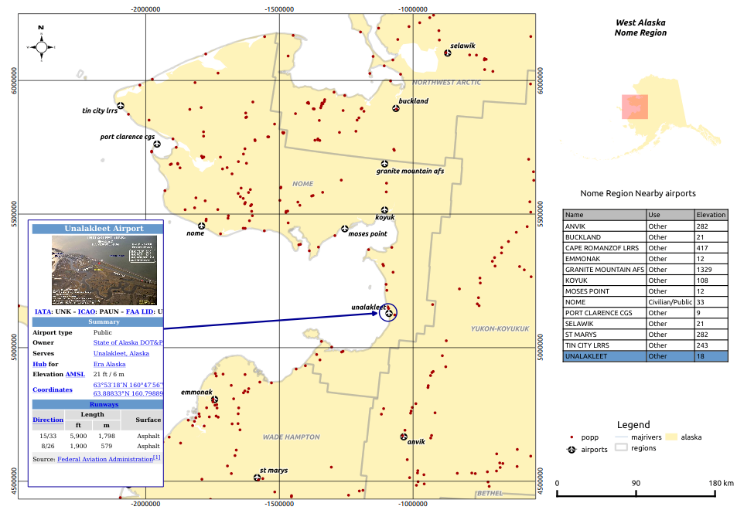 -2000000 -1500000 -1000000
N
6000000
5500000
5000000
4500000
6000000
5500000
5000000
4500000
selawik
NORTHWEST ARCTIC
buckland
tin city lrrs
port clarence cgs
granite mountain afs
NOME
koyuk
nome
moses point
unalakleet
YUKON-KOYUKUK
emmonak
WADE HAMPTON
anvik
st marys
BETHEL
-2000000 -1500000 -1000000
Unalakleet Airport
IATA: UNK – ICAO: PAUN – FAA LID: U
Summary
Airport type Public
Owner State of Alaska DOT&P
Serves Unalakleet, Alaska
Hub for Era Alaska
Elevation AMSL 21 ft / 6 m
Coordinates 63°53′18″N 160°47′56″
63.88833°N 160.79889
Runways
Direction Length Surface
ft m
15/33 5,900 1,798 Asphalt
8/26 1,900 579 Asphalt
Source: Federal Aviation Administration[1]
West Alaska
Nome Region
Nome Region Nearby airports
Name Use Elevation
ANVIK Other 282
BUCKLAND Other 21
CAPE ROMANZOF LRRS Other 417
EMMONAK Other 12
GRANITE MOUNTAIN AFS Other 1329
KOYUK Other 108
MOSES POINT Other 12
NOME Civilian/Public 33
PORT CLARENCE CGS Other 9
SELAWIK Other 21
ST MARYS Other 282
TIN CITY LRRS Other 243
UNALAKLEET Other 18
Legend
popp majrivers alaska
airports regions
0 90 180 km